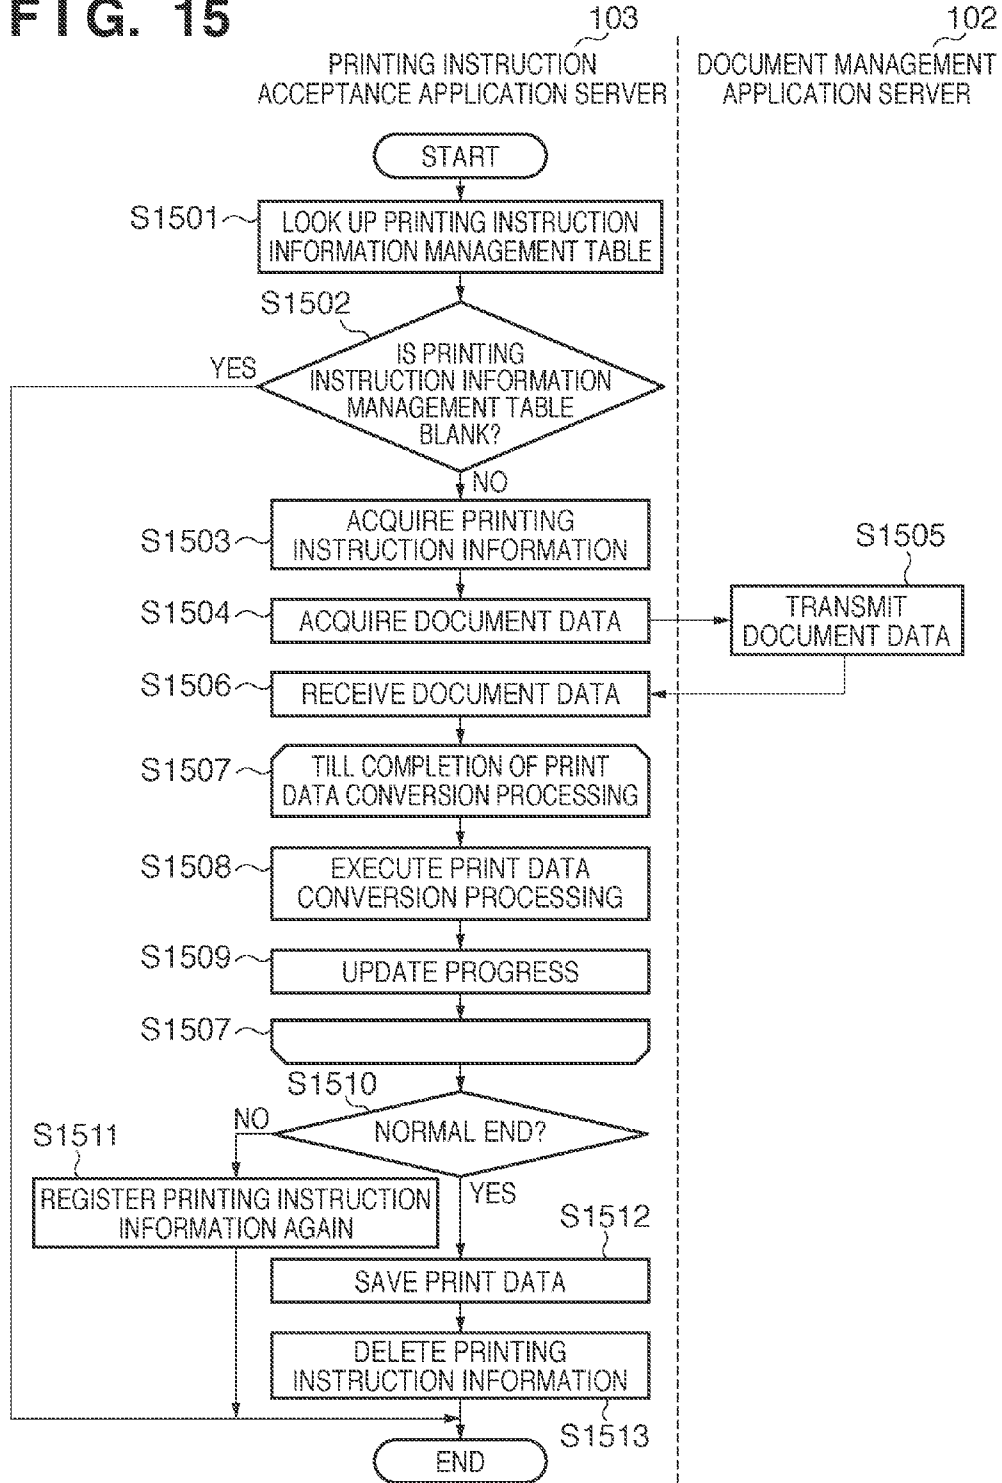 FIG. 15
103
PRINTING INSTRUCTION
ACCEPTANCE APPLICATION SERVER
102
DOCUMENT MANAGEMENT
APPLICATION SERVER
START
S1501
LOOK UP PRINTING INSTRUCTION
INFORMATION MANAGEMENT TABLE
S1502
YES
IS PRINTING
INSTRUCTION INFORMATION
MANAGEMENT TABLE
BLANK?
NO
S1503
ACQUIRE PRINTING
INSTRUCTION INFORMATION
S1504
ACQUIRE DOCUMENT DATA
S1505
TRANSMIT
DOCUMENT DATA
S1506
RECEIVE DOCUMENT DATA
S1507
TILL COMPLETION OF PRINT
DATA CONVERSION PROCESSING
S1508
EXECUTE PRINT DATA
CONVERSION PROCESSING
S1509
UPDATE PROGRESS
S1507
S1510
NO
NORMAL END?
YES
S1511
REGISTER PRINTING INSTRUCTION
INFORMATION AGAIN
S1512
SAVE PRINT DATA
DELETE PRINTING
INSTRUCTION INFORMATION
S1513
END